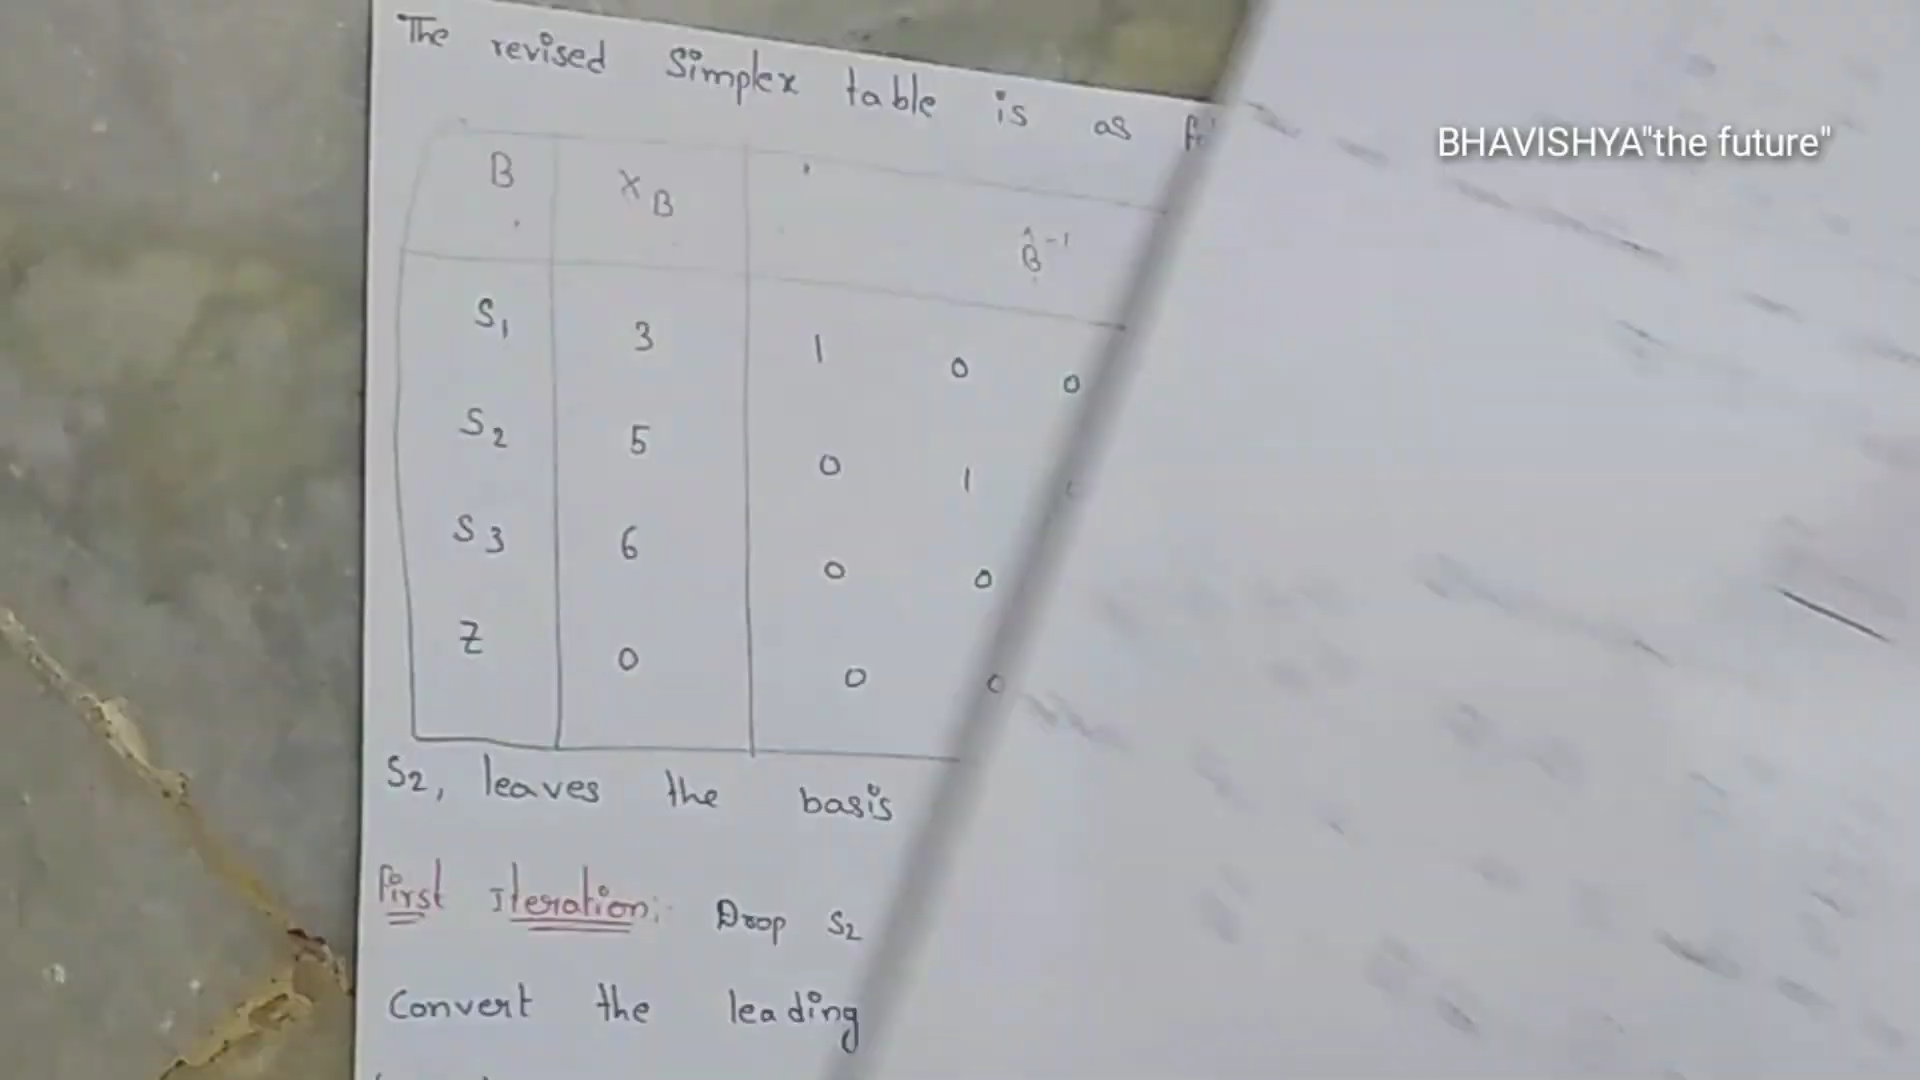 The revised Simplex table is as
BHAVISHYA"the future"
B XB B̂⁻¹
S1 3 1 0 0
S2 5 0 1
S3 6 0 0
Z 0 0 0
S2, leaves the basis
First Iteration:- Drop S2
Convert the leading